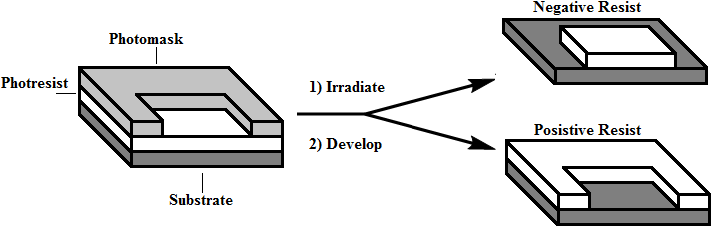 Photomask
Photresist
Substrate
1) Irradiate
2) Develop
Negative Resist
Posistive Resist